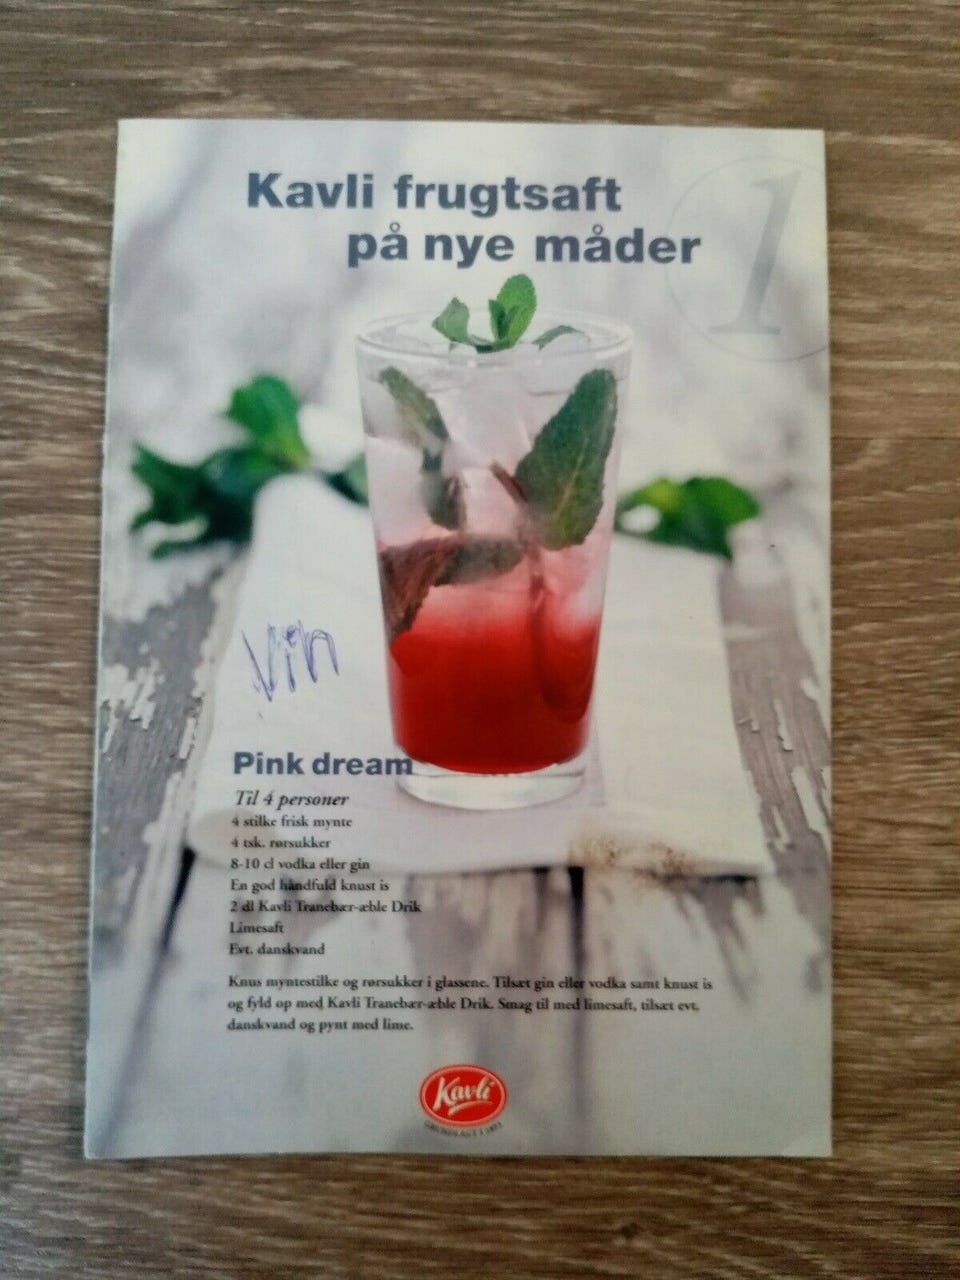 Kavli frugtsaft
på nye måder
1
Vin
Pink dream
Til 4 personer
4 stilke frisk mynte
4 tsk. rørsukker
8-10 cl vodka eller gin
En god håndfuld knust is
2 dl Kavli Tranebær-æble Drik
Limesaft
Evt. danskvand
Knus myntestilke og rørsukker i glassene. Tilsæt gin eller vodka samt knust is
og fyld op med Kavli Tranebær-æble Drik. Smag til med limesaft, tilsæt evt.
danskvand og pynt med lime.
Kavli